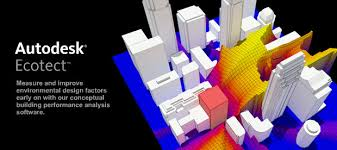 Autodesk®
Ecotect™
Measure and improve
environmental design factors
early on with our conceptual
building performance analysis
software.